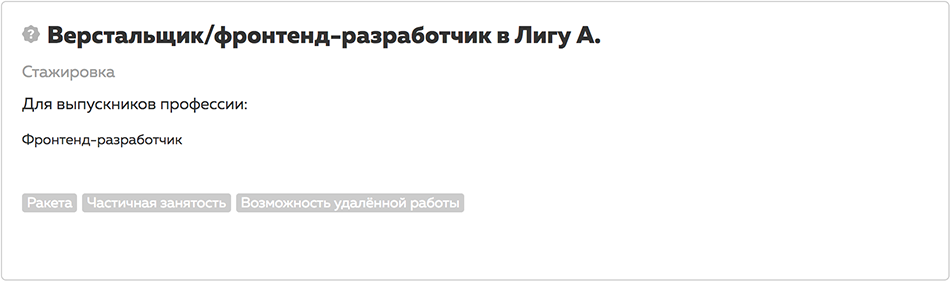 ? Верстальщик/фронтенд-разработчик в Лигу А.
Стажировка
Для выпускников профессии:
Фронтенд-разработчик
Ракета Частичная занятость Возможность удалённой работы